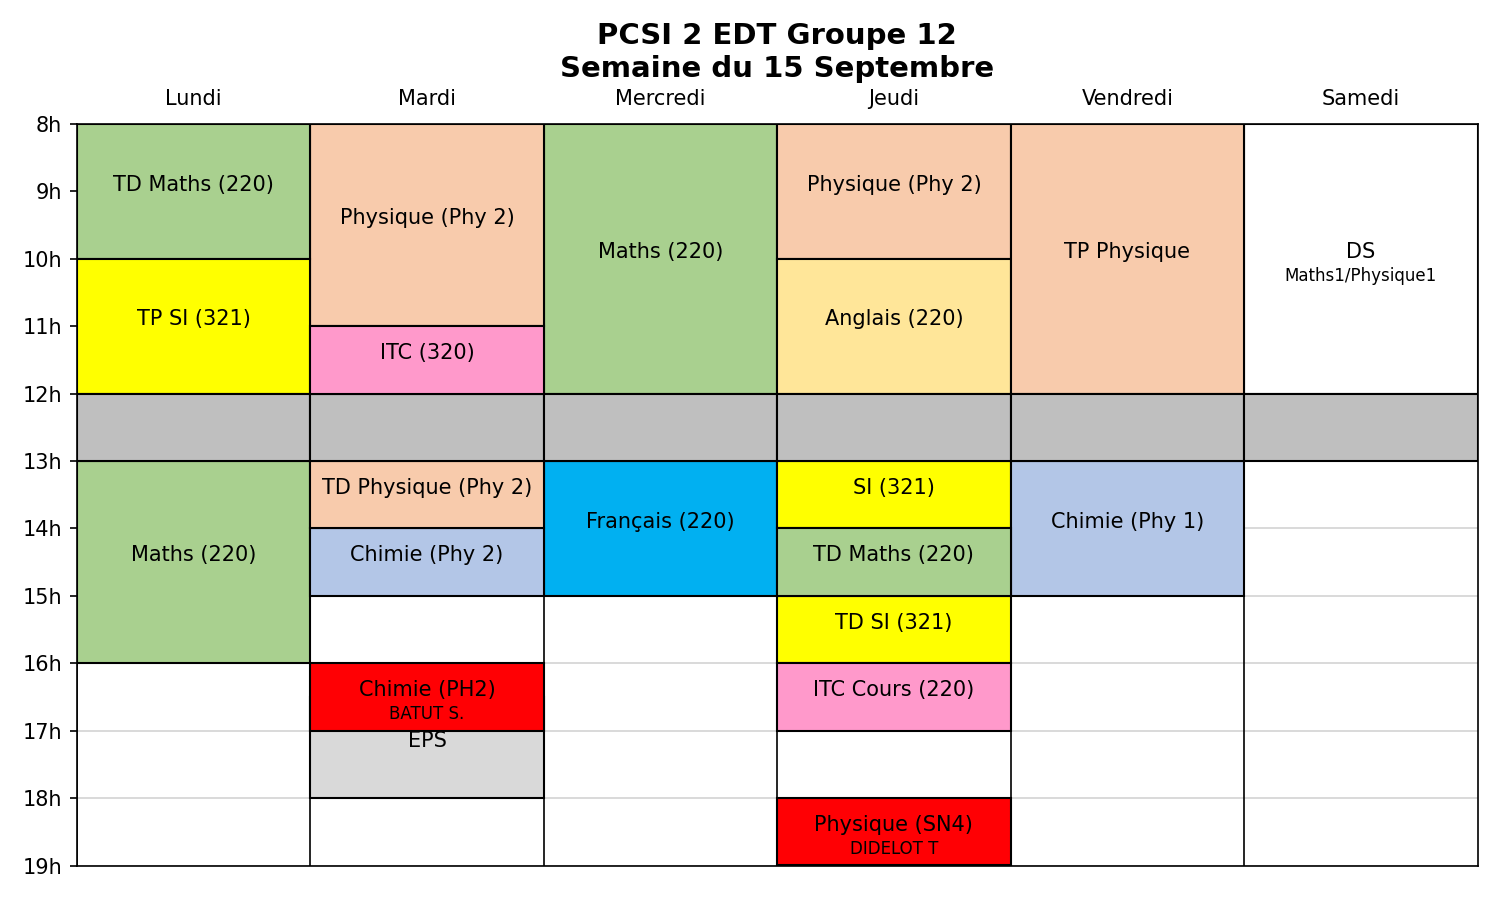 PCSI 2 EDT Groupe 12
Semaine du 15 Septembre
Lundi Mardi Mercredi Jeudi Vendredi Samedi
8h
TD Maths (220) Physique (Phy 2)
9h
Physique (Phy 2)
Maths (220) TP Physique DS
10h
Maths1/Physique1
TP SI (321) Anglais (220)
11h
ITC (320)
12h
13h
TD Physique (Phy 2) SI (321)
Français (220) Chimie (Phy 1)
14h
Maths (220) Chimie (Phy 2) TD Maths (220)
15h
TD SI (321)
16h
Chimie (PH2) ITC Cours (220)
BATUT S.
17h
EPS
18h
Physique (SN4)
DIDELOT T
19h